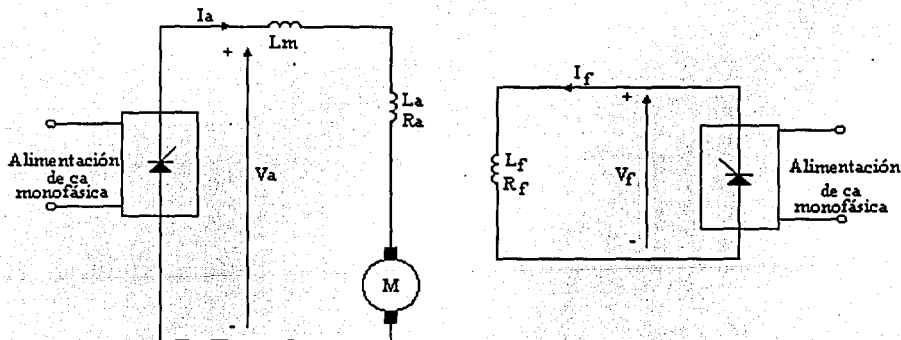 Ia
+
Lm
La
Ra
Alimentación
de ca
monofásica
Va
-
M
If
+
Lf
Rf
Vf
-
Alimentación
de ca
monofásica